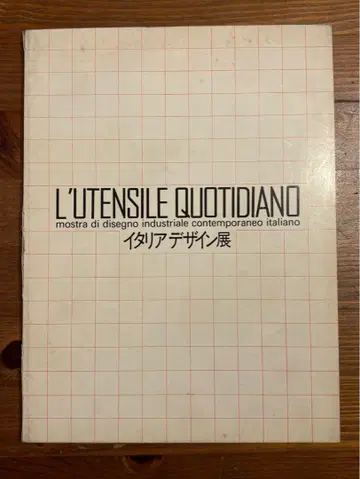 L'UTENSILE QUOTIDIANO
mostra di disegno industriale contemporaneo italiano
イタリアデザイン展